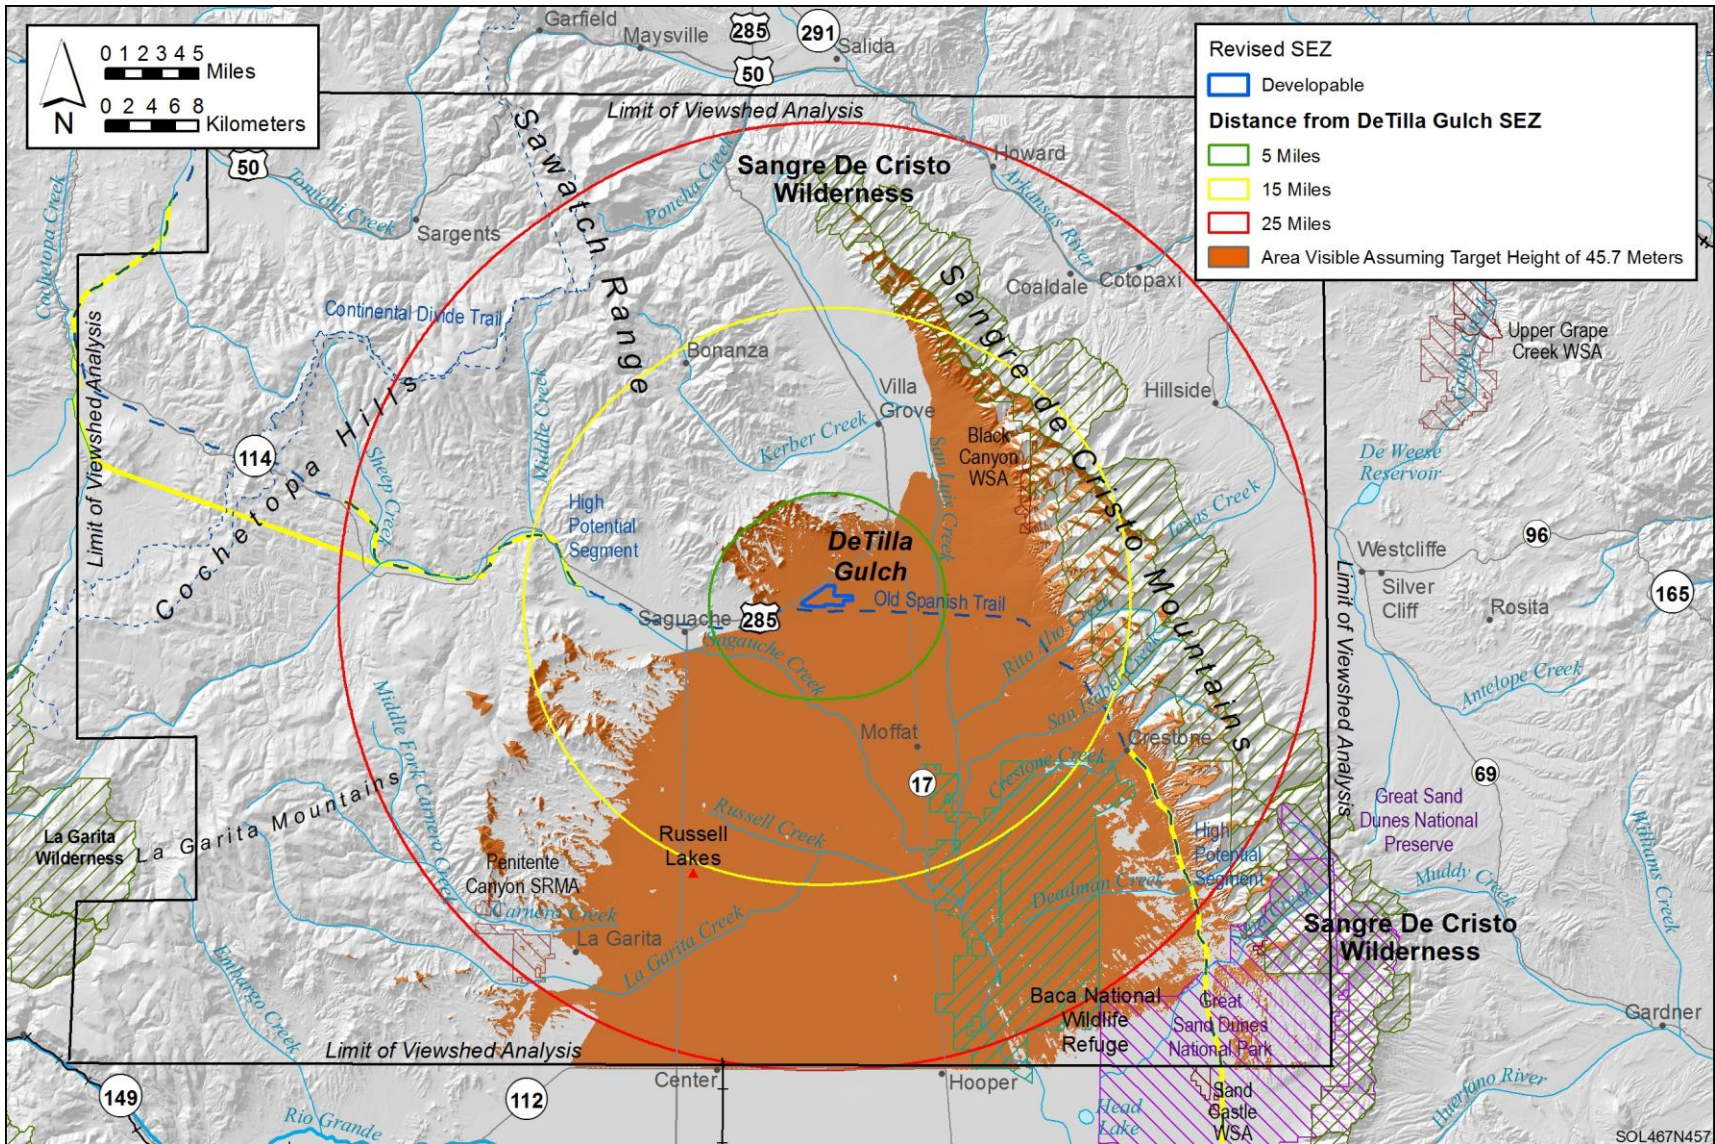 0 1 2 3 4 5
Miles
0 2 4 6 8
Kilometers
N
Revised SEZ
Developable
Distance from DeTilla Gulch SEZ
5 Miles
15 Miles
25 Miles
Area Visible Assuming Target Height of 45.7 Meters
Garfield
Maysville
285
291
Salida
50
Limit of Viewshed Analysis
50
Tomichi Creek
Cochetopa Creek
Sargents
Sawatch Range
Poncha Creek
Sangre De Cristo
Wilderness
Howard
Arkansas River
Coaldale
Cotopaxi
Continental Divide Trail
Limit of Viewshed Analysis
Bonanza
Middle Creek
Villa
Grove
Kerber Creek
San Luis Creek
Black
Canyon
WSA
Sangre de Cristo Mountains
Hillside
Upper Grape
Creek WSA
Grape Creek
De Weese
Reservoir
Texas Creek
96
Westcliffe
Silver
Cliff
Rosita
165
114
Cochetopa Hills
Sheep Creek
High
Potential
Segment
DeTilla
Gulch
Old Spanish Trail
Saguache
285
Sagauche Creek
Rito Alto Creek
San Isabel Creek
Limit of Viewshed Analysis
Antelope Creek
Moffat
Crestone
Crestone Creek
17
69
Middle Fork Carnero Creek
La Garita Mountains
La Garita
Wilderness
Russell Creek
Russell
Lakes
Great Sand
Dunes National
Preserve
Williams Creek
Penitente
Canyon SRMA
High
Potential
Segment
Muddy Creek
Deadman Creek
Carnero Creek
Sangre De Cristo
Wilderness
La Garita
La Garita Creek
Embargo Creek
Baca National
Wildlife
Refuge
Great
Sand Dunes
National Park
Gardner
Limit of Viewshed Analysis
Center
Hooper
149
112
Rio Grande
Head
Lake
Sand
Castle
WSA
Huerfano River
SOL467N457